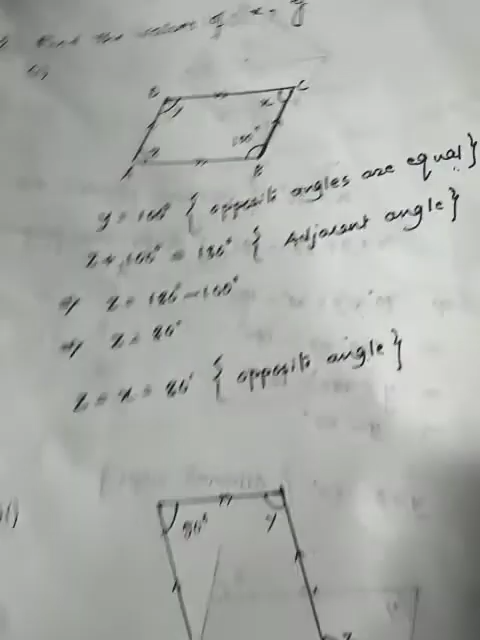 Find the values of x, y
D
C
y
x
z
100°
A
B
y = 100° { opposite angles are equal }
z + 100° = 180° { Adjacent angle }
⇒ z = 180° - 100°
⇒ z = 80°
z = x = 80° { opposite angle }
90°
y
z